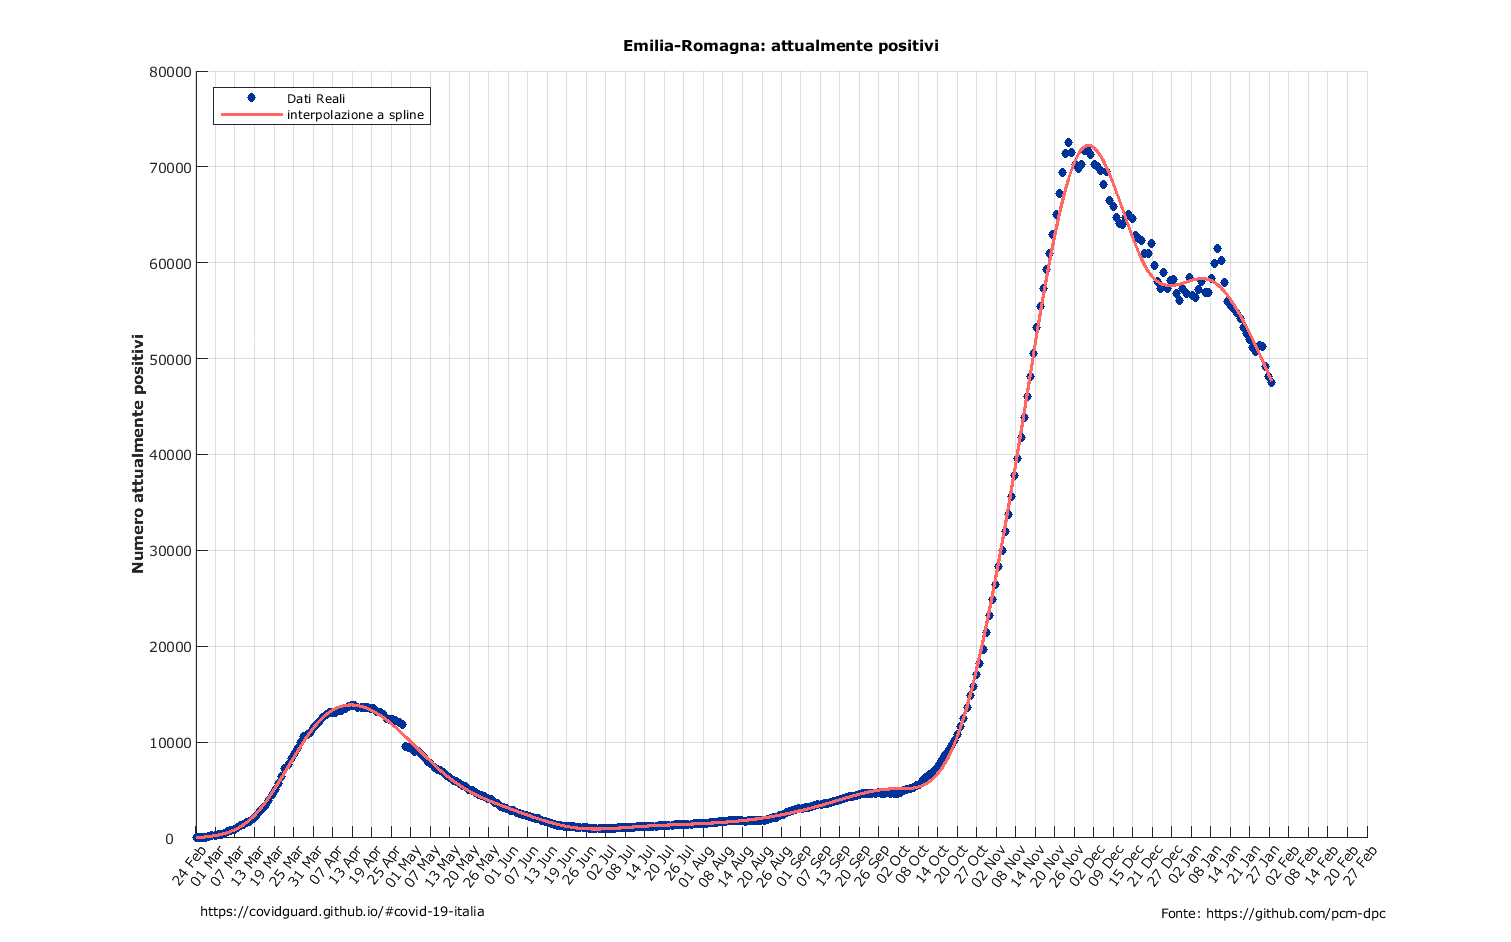 Emilia-Romagna: attualmente positivi
80000
70000
60000
50000
40000
30000
20000
10000
0
Dati Reali
interpolazione a spline
Numero attualmente positivi
24 Feb
01 Mar
07 Mar
13 Mar
19 Mar
25 Mar
31 Mar
07 Apr
13 Apr
19 Apr
25 Apr
01 May
07 May
13 May
20 May
26 May
01 Jun
07 Jun
13 Jun
19 Jun
26 Jun
02 Jul
08 Jul
14 Jul
20 Jul
26 Jul
01 Aug
08 Aug
14 Aug
20 Aug
26 Aug
01 Sep
07 Sep
13 Sep
20 Sep
26 Sep
02 Oct
08 Oct
14 Oct
20 Oct
27 Oct
02 Nov
08 Nov
14 Nov
20 Nov
26 Dec
02 Dec
09 Dec
15 Dec
21 Dec
27 Dec
02 Jan
08 Jan
14 Jan
21 Jan
27 Jan
02 Feb
08 Feb
14 Feb
20 Feb
27 Feb
https://covidguard.github.io/#covid-19-italia
Fonte: https://github.com/pcm-dpc